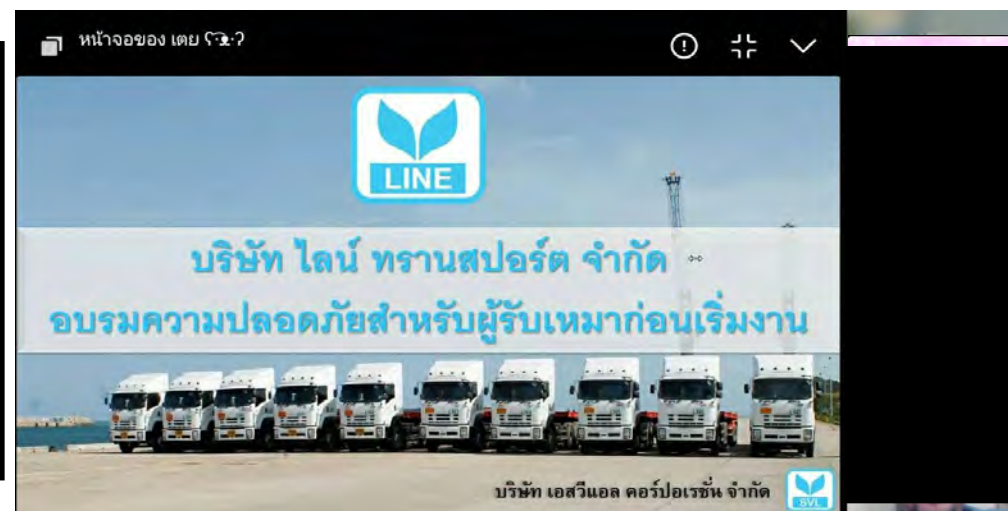 หน้าจอของ เตย ʕ·ᴥ·ʔ
LINE
บริษัท ไลน์ ทรานสปอร์ต จำกัด
อบรมความปลอดภัยสำหรับผู้รับเหมาก่อนเริ่มงาน
บริษัท เอสวีแอล คอร์ปอเรชั่น จำกัด
SVL